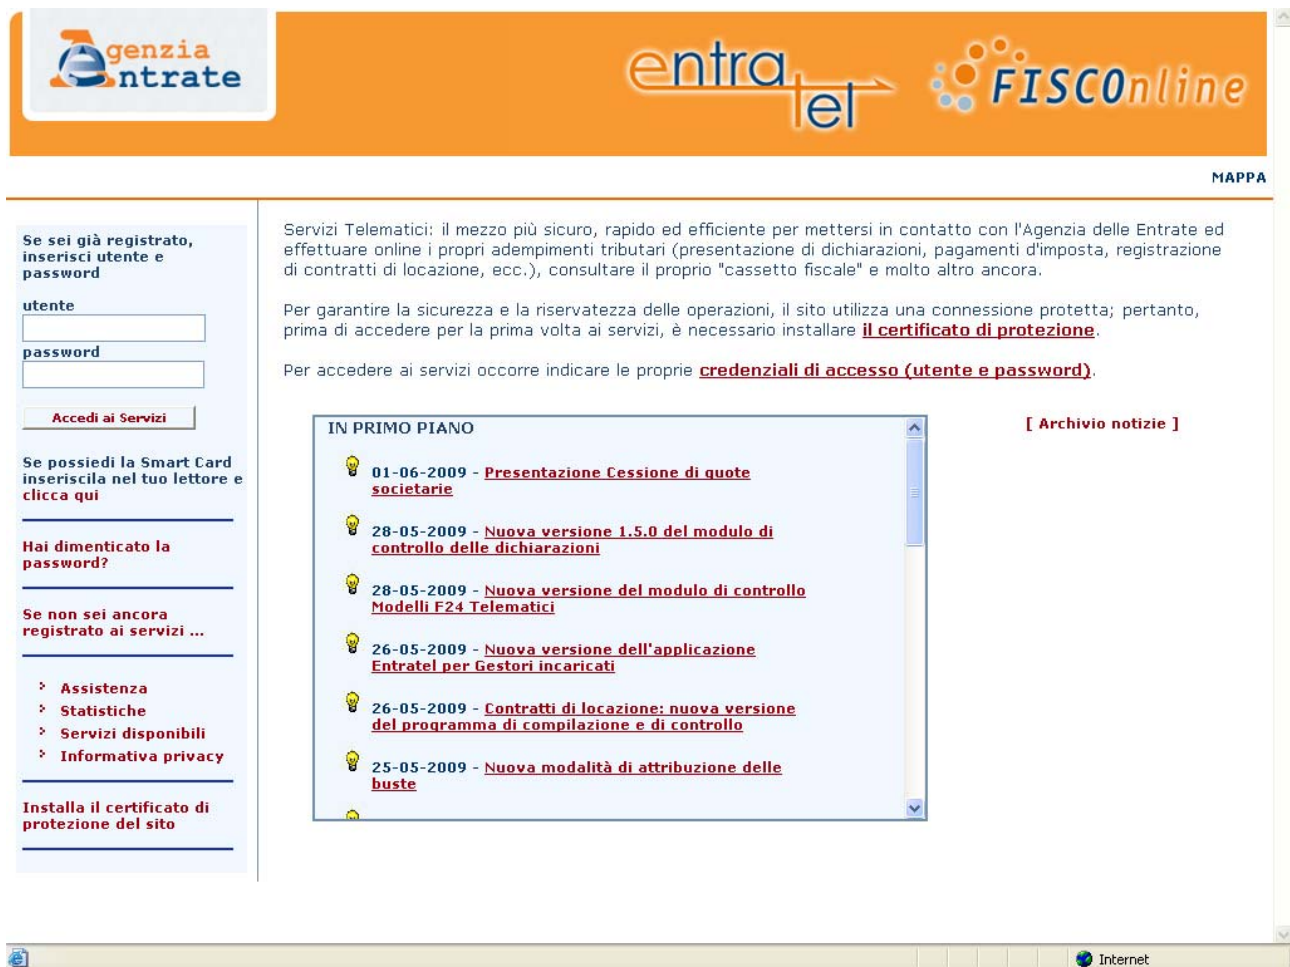 Agenzia
Entrate
entratel
FISCOnline
MAPPA
Se sei già registrato,
inserisci utente e
password
utente
password
Accedi ai Servizi
Se possiedi la Smart Card
inseriscila nel tuo lettore e
clicca qui
Hai dimenticato la
password?
Se non sei ancora
registrato ai servizi ...
Assistenza
Statistiche
Servizi disponibili
Informativa privacy
Installa il certificato di
protezione del sito
Servizi Telematici: il mezzo più sicuro, rapido ed efficiente per mettersi in contatto con l'Agenzia delle Entrate ed
effettuare online i propri adempimenti tributari (presentazione di dichiarazioni, pagamenti d'imposta, registrazione
di contratti di locazione, ecc.), consultare il proprio "cassetto fiscale" e molto altro ancora.
Per garantire la sicurezza e la riservatezza delle operazioni, il sito utilizza una connessione protetta; pertanto,
prima di accedere per la prima volta ai servizi, è necessario installare il certificato di protezione.
Per accedere ai servizi occorre indicare le proprie credenziali di accesso (utente e password).
IN PRIMO PIANO
01-06-2009 - Presentazione Cessione di quote
societarie
28-05-2009 - Nuova versione 1.5.0 del modulo di
controllo delle dichiarazioni
28-05-2009 - Nuova versione del modulo di controllo
Modelli F24 Telematici
26-05-2009 - Nuova versione dell'applicazione
Entratel per Gestori incaricati
26-05-2009 - Contratti di locazione: nuova versione
del programma di compilazione e di controllo
25-05-2009 - Nuova modalità di attribuzione delle
buste
[ Archivio notizie ]
Internet